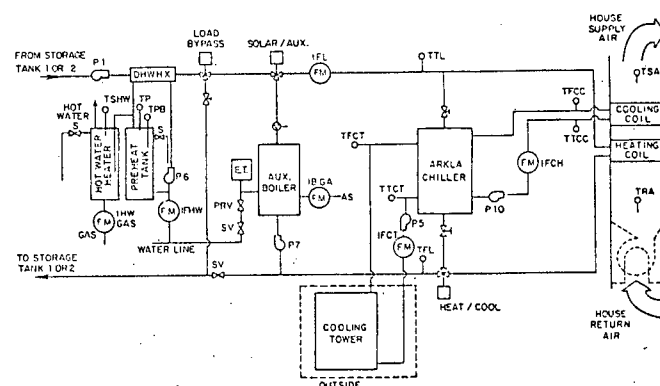 LOAD
BYPASS
SOLAR / AUX.
HOUSE
SUPPLY
AIR
FROM STORAGE
TANK 1 OR 2
P1
DHWHX
IFL
FM
TTL
TSA
TFCC
COOLING
COIL
TTCC
HEATING
COIL
HOT
WATER
S
TSHW
TP
TPB
S
HOT WATER
HEATER
PREHEAT
TANK
P6
FM
IFHW
E.T.
PRV
SV
AUX.
BOILER
IBGA
FM
AS
TFCT
TTCT
P5
IFCT
FM
ARKLA
CHILLER
FM
IFCH
P10
TRA
FM
IHW
GAS
GAS
WATER LINE
P7
TFL
TO STORAGE
TANK 1 OR 2
SV
HEAT / COOL
COOLING
TOWER
OUTSIDE
HOUSE
RETURN
AIR